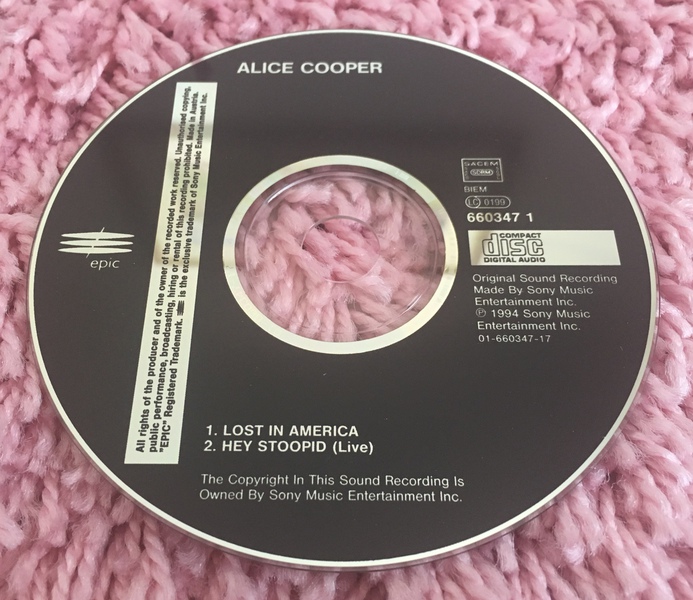 ALICE COOPER
All rights of the producer and of the owner of the recorded work reserved. Unauthorised copying,
public performance, broadcasting, hiring or rental of this recording prohibited. Made in Austria.
"EPIC" Registered Trademark. is the exclusive trademark of Sony Music Entertainment Inc.
epic
SACEM
SDRM
BIEM
LC 0199
660347 1
COMPACT
disc
DIGITAL AUDIO
Original Sound Recording
Made By Sony Music
Entertainment Inc.
℗ 1994 Sony Music
Entertainment Inc.
01-660347-17
1. LOST IN AMERICA
2. HEY STOOPID (Live)
The Copyright In This Sound Recording Is
Owned By Sony Music Entertainment Inc.